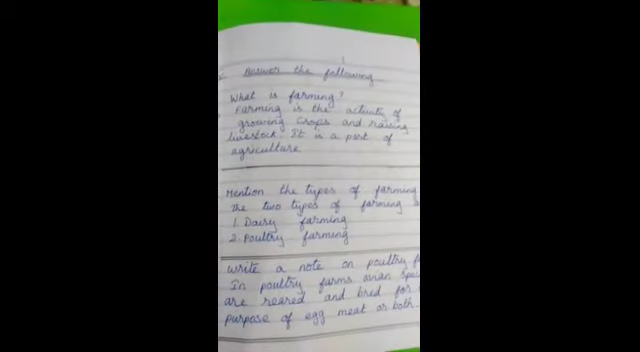 Answer the following
What is farming?
Farming is the activity of
growing crops and raising
livestock. It is a part of
agriculture
Mention the types of farming
The two types of farming
1. Dairy farming
2. Poultry farming
Write a note on poultry
In poultry farms avian
are reared and bred for
purpose of egg meat or both.